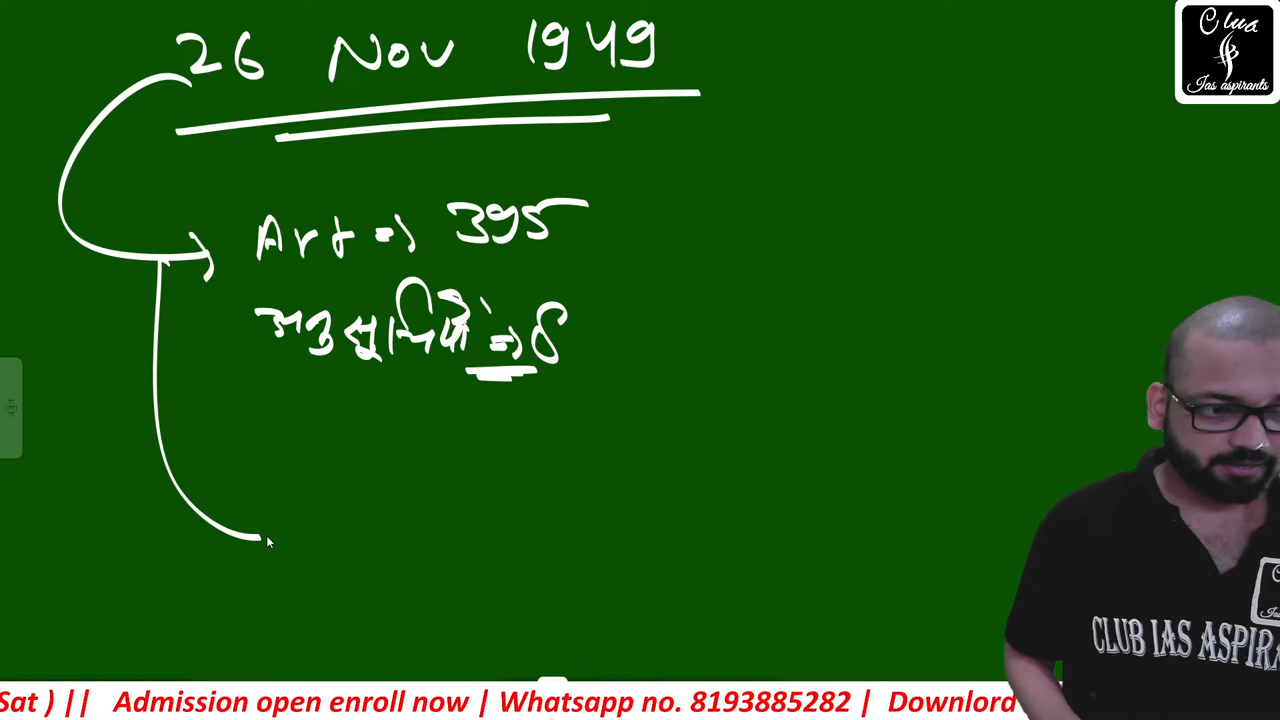 26 Nov 1949
Art ⇒ 395
अनुसूचियाँ ⇒ 8
Club
Ias aspirants
CLUB IAS ASPIRA
Sat ) || Admission open enroll now | Whatsapp no. 8193885282 | Downlora